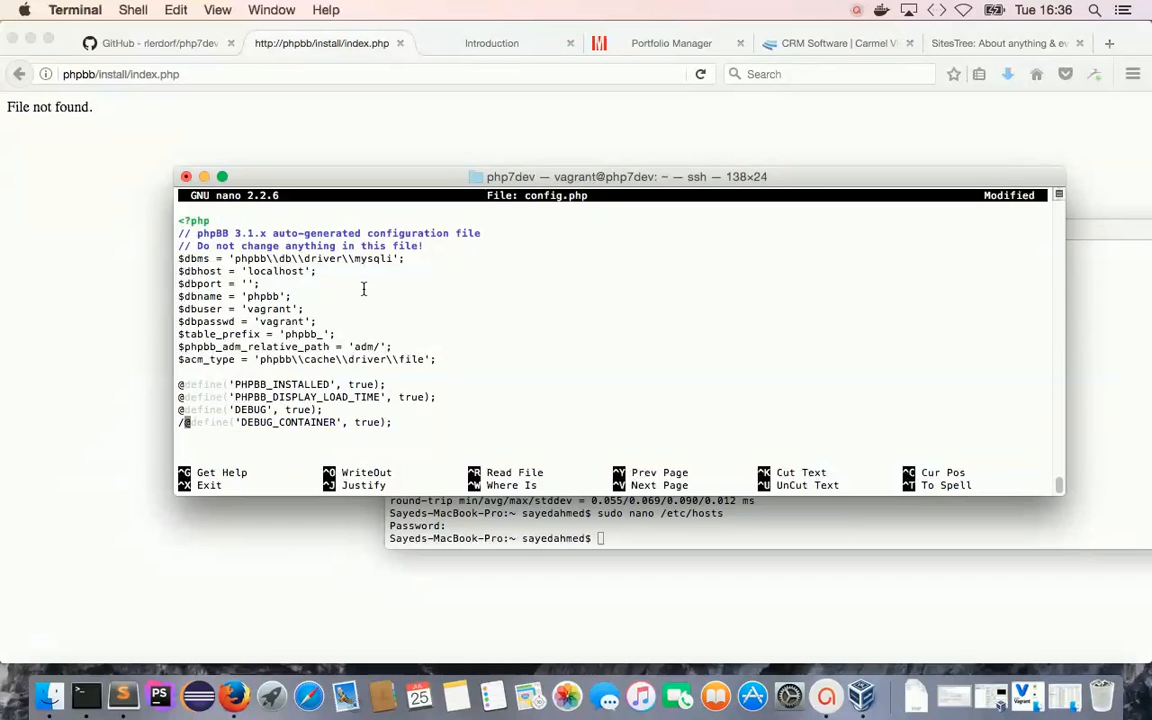 Terminal Shell Edit View Window Help Tue 16:36
GitHub - rlerdorf/php7dev http://phpbb/install/index.php Introduction Portfolio Manager CRM Software | Carmel V SitesTree: About anything & ev
phpbb/install/index.php Search
File not found.
php7dev — vagrant@php7dev: ~ — ssh — 138×24
GNU nano 2.2.6 File: config.php Modified
<?php
// phpBB 3.1.x auto-generated configuration file
// Do not change anything in this file!
$dbms = 'phpbb\\db\\driver\\mysqli';
$dbhost = 'localhost';
$dbport = '';
$dbname = 'phpbb';
$dbuser = 'vagrant';
$dbpasswd = 'vagrant';
$table_prefix = 'phpbb_';
$phpbb_adm_relative_path = 'adm/';
$acm_type = 'phpbb\\cache\\driver\\file';
@define('PHPBB_INSTALLED', true);
@define('PHPBB_DISPLAY_LOAD_TIME', true);
@define('DEBUG', true);
/@define('DEBUG_CONTAINER', true);
^G Get Help ^O WriteOut ^R Read File ^Y Prev Page ^K Cut Text ^C Cur Pos
^X Exit ^J Justify ^W Where Is ^V Next Page ^U UnCut Text ^T To Spell
round-trip min/avg/max/stddev = 0.055/0.069/0.090/0.012 ms
Sayeds-MacBook-Pro:~ sayedahmed$ sudo nano /etc/hosts
Password:
Sayeds-MacBook-Pro:~ sayedahmed$